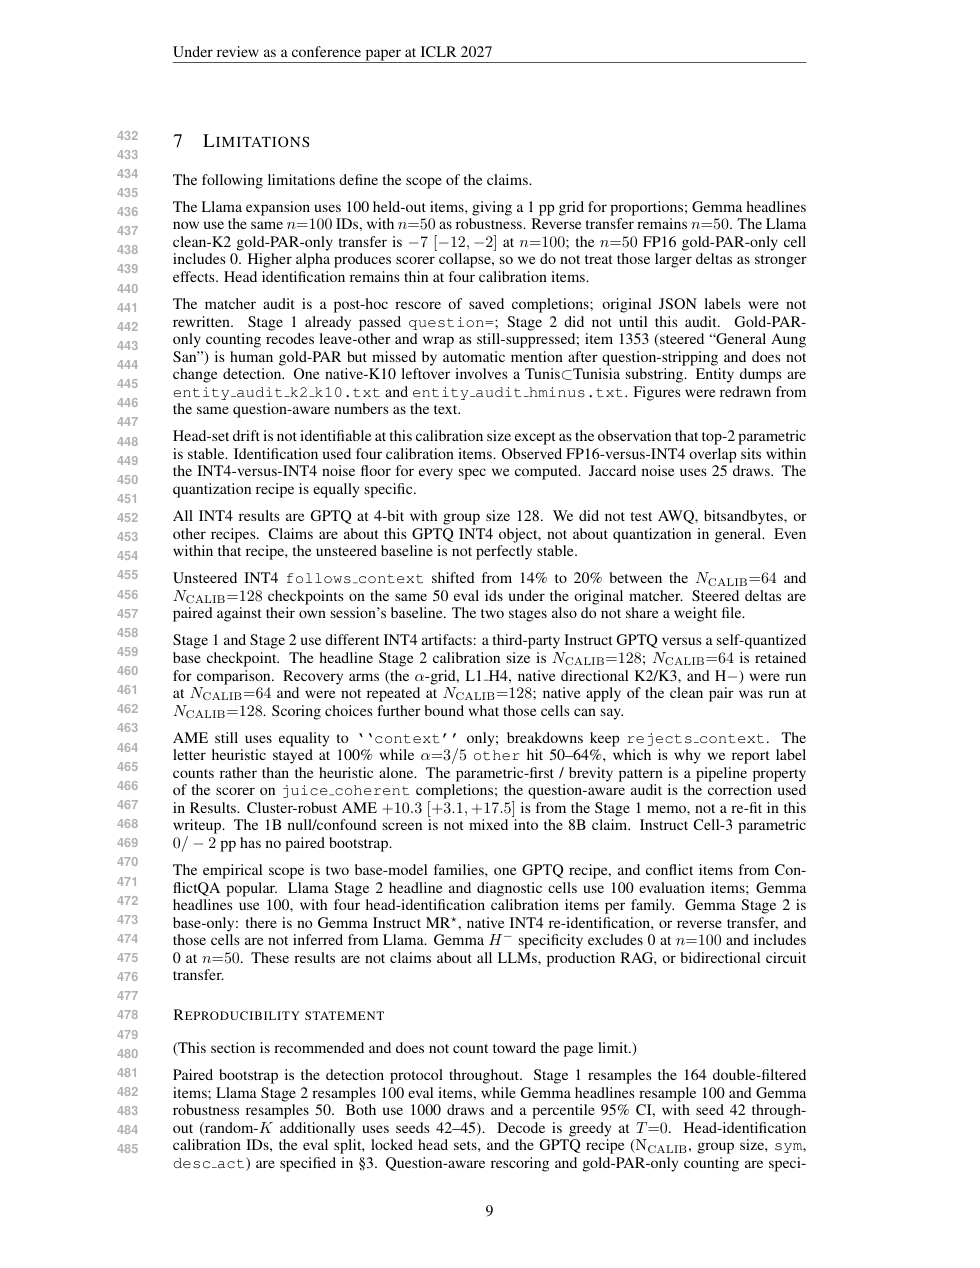 Under review as a conference paper at ICLR 2027
432
433
434
435
436
437
438
439
440
441
442
443
444
445
446
447
448
449
450
451
452
453
454
455
456
457
458
459
460
461
462
463
464
465
466
467
468
469
470
471
472
473
474
475
476
477
478
479
480
481
482
483
484
485
7 LIMITATIONS
The following limitations define the scope of the claims.
The Llama expansion uses 100 held-out items, giving a 1 pp grid for proportions; Gemma headlines
now use the same n=100 IDs, with n=50 as robustness. Reverse transfer remains n=50. The Llama
clean-K2 gold-PAR-only transfer is −7 [−12, −2] at n=100; the n=50 FP16 gold-PAR-only cell
includes 0. Higher alpha produces scorer collapse, so we do not treat those larger deltas as stronger
effects. Head identification remains thin at four calibration items.
The matcher audit is a post-hoc rescore of saved completions; original JSON labels were not
rewritten. Stage 1 already passed question=; Stage 2 did not until this audit. Gold-PAR-
only counting recodes leave-other and wrap as still-suppressed; item 1353 (steered “General Aung
San”) is human gold-PAR but missed by automatic mention after question-stripping and does not
change detection. One native-K10 leftover involves a Tunis⊂Tunisia substring. Entity dumps are
entity_audit_k2_k10.txt and entity_audit_hminus.txt. Figures were redrawn from
the same question-aware numbers as the text.
Head-set drift is not identifiable at this calibration size except as the observation that top-2 parametric
is stable. Identification used four calibration items. Observed FP16-versus-INT4 overlap sits within
the INT4-versus-INT4 noise floor for every spec we computed. Jaccard noise uses 25 draws. The
quantization recipe is equally specific.
All INT4 results are GPTQ at 4-bit with group size 128. We did not test AWQ, bitsandbytes, or
other recipes. Claims are about this GPTQ INT4 object, not about quantization in general. Even
within that recipe, the unsteered baseline is not perfectly stable.
Unsteered INT4 follows_context shifted from 14% to 20% between the NCALIB=64 and
NCALIB=128 checkpoints on the same 50 eval ids under the original matcher. Steered deltas are
paired against their own session’s baseline. The two stages also do not share a weight file.
Stage 1 and Stage 2 use different INT4 artifacts: a third-party Instruct GPTQ versus a self-quantized
base checkpoint. The headline Stage 2 calibration size is NCALIB=128; NCALIB=64 is retained
for comparison. Recovery arms (the α-grid, L1_H4, native directional K2/K3, and H−) were run
at NCALIB=64 and were not repeated at NCALIB=128; native apply of the clean pair was run at
NCALIB=128. Scoring choices further bound what those cells can say.
AME still uses equality to ‘‘context’’ only; breakdowns keep rejects_context. The
letter heuristic stayed at 100% while α=3/5 other hit 50–64%, which is why we report label
counts rather than the heuristic alone. The parametric-first / brevity pattern is a pipeline property
of the scorer on juice_coherent completions; the question-aware audit is the correction used
in Results. Cluster-robust AME +10.3 [+3.1, +17.5] is from the Stage 1 memo, not a re-fit in this
writeup. The 1B null/confound screen is not mixed into the 8B claim. Instruct Cell-3 parametric
0/ − 2 pp has no paired bootstrap.
The empirical scope is two base-model families, one GPTQ recipe, and conflict items from Con-
flictQA popular. Llama Stage 2 headline and diagnostic cells use 100 evaluation items; Gemma
headlines use 100, with four head-identification calibration items per family. Gemma Stage 2 is
base-only: there is no Gemma Instruct MR⋆, native INT4 re-identification, or reverse transfer, and
those cells are not inferred from Llama. Gemma H− specificity excludes 0 at n=100 and includes
0 at n=50. These results are not claims about all LLMs, production RAG, or bidirectional circuit
transfer.
REPRODUCIBILITY STATEMENT
(This section is recommended and does not count toward the page limit.)
Paired bootstrap is the detection protocol throughout. Stage 1 resamples the 164 double-filtered
items; Llama Stage 2 resamples 100 eval items, while Gemma headlines resample 100 and Gemma
robustness resamples 50. Both use 1000 draws and a percentile 95% CI, with seed 42 through-
out (random-K additionally uses seeds 42–45). Decode is greedy at T=0. Head-identification
calibration IDs, the eval split, locked head sets, and the GPTQ recipe (NCALIB, group size, sym,
desc_act) are specified in §3. Question-aware rescoring and gold-PAR-only counting are speci-
9